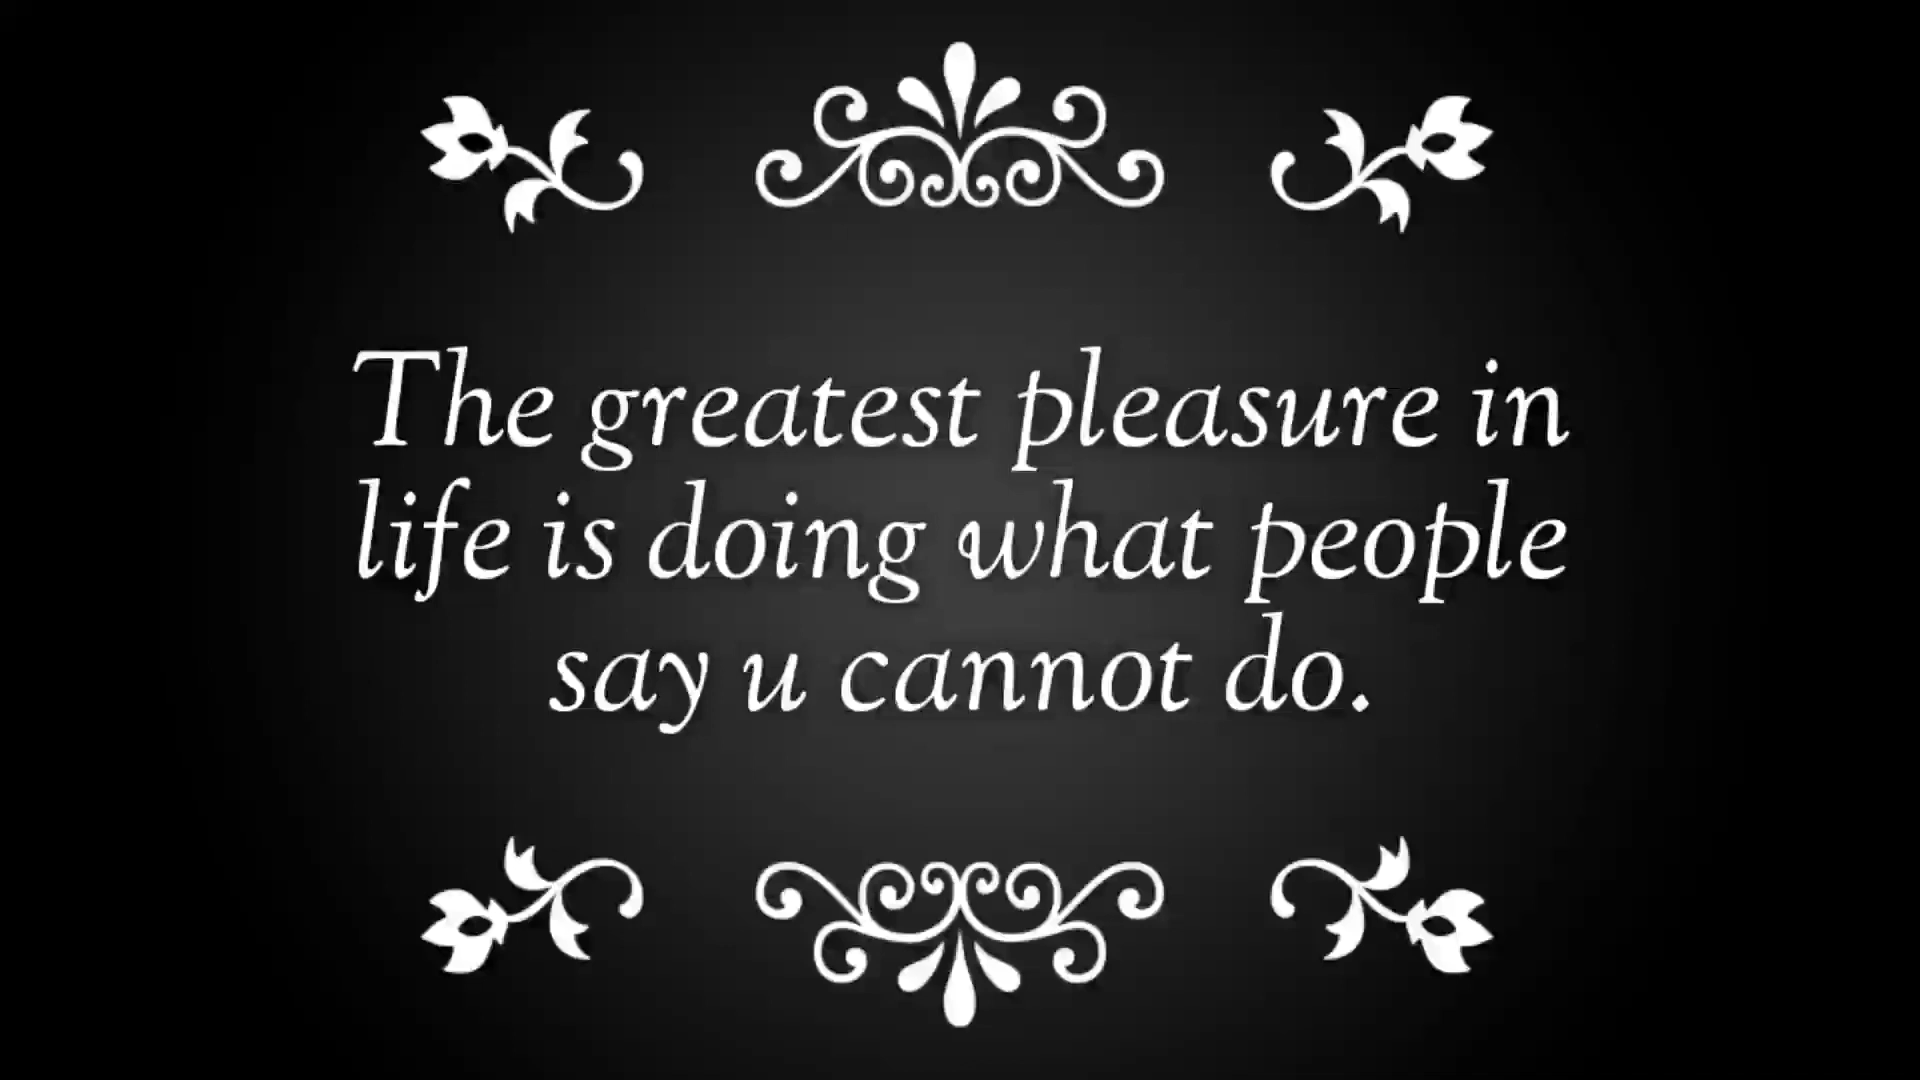 The greatest pleasure in
life is doing what people
say u cannot do.